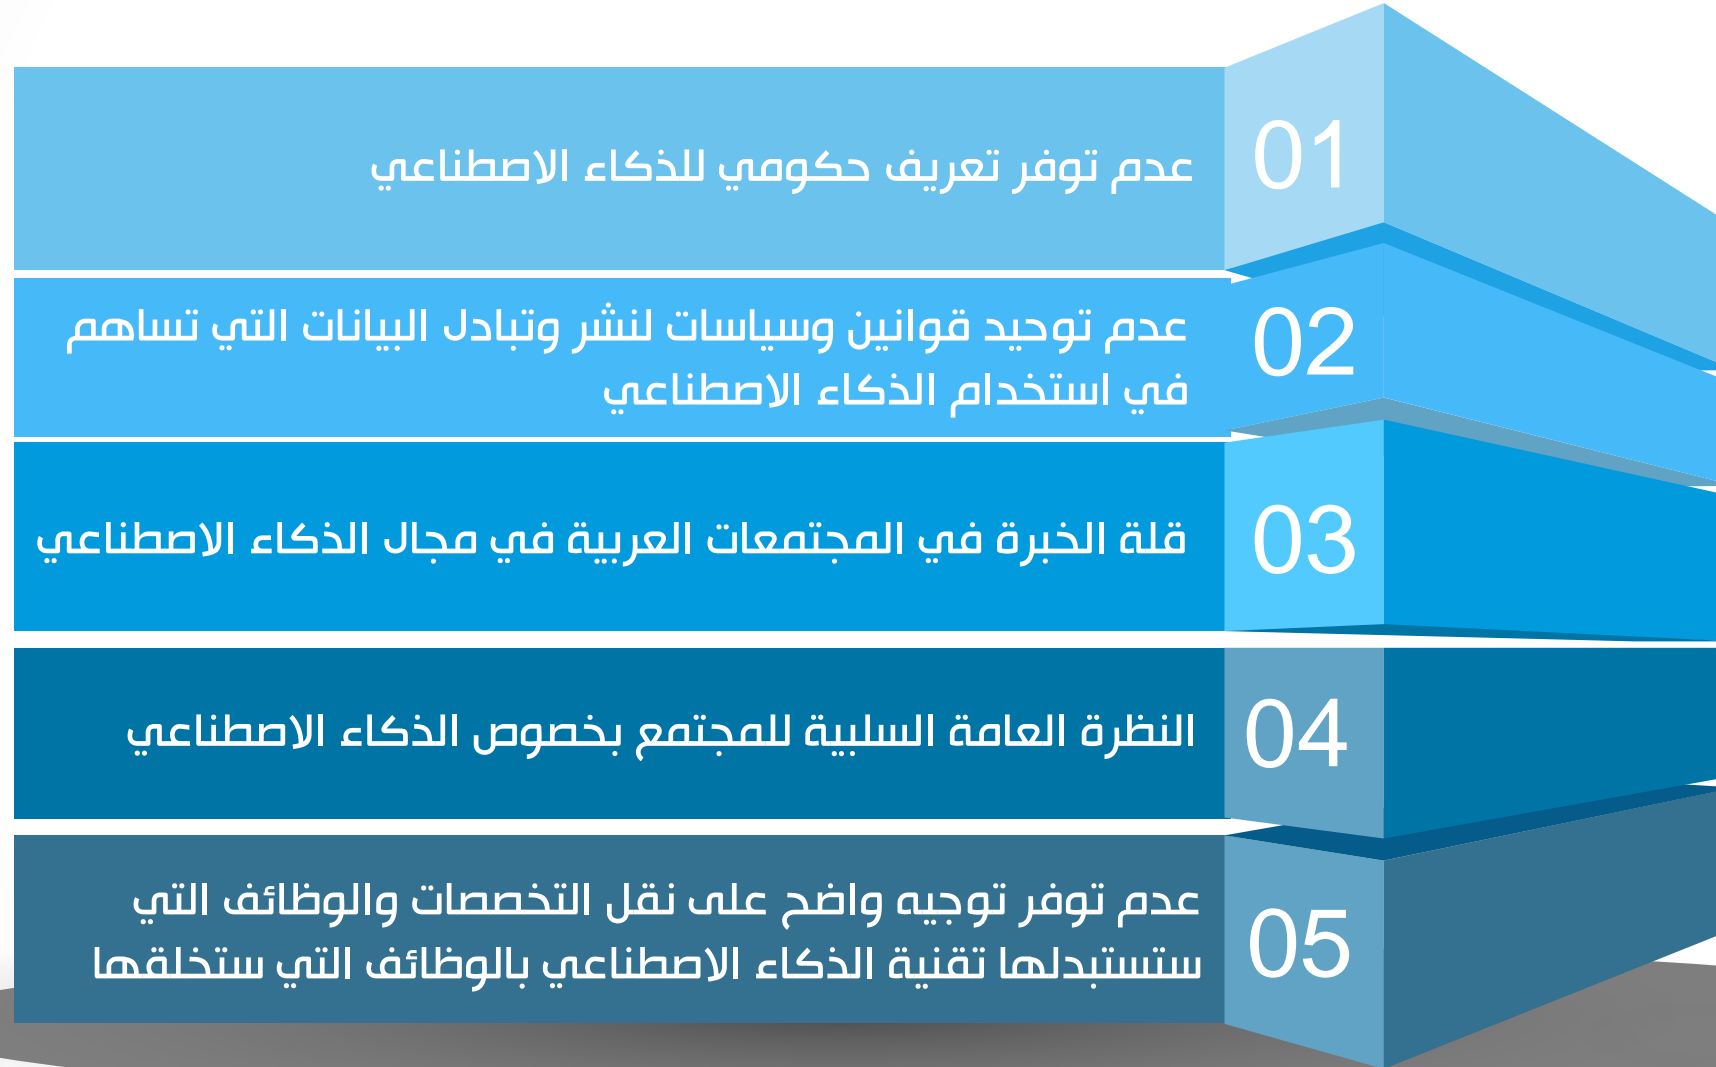 01
عدم توفر تعريف حكومي للذكاء الاصطناعي
02
عدم توحيد قوانين وسياسات لنشر وتبادل البيانات التي تساهم
في استخدام الذكاء الاصطناعي
03
قلة الخبرة في المجتمعات العربية في مجال الذكاء الاصطناعي
04
النظرة العامة السلبية للمجتمع بخصوص الذكاء الاصطناعي
05
عدم توفر توجيه واضح على نقل التخصصات والوظائف التي
ستستبدلها تقنية الذكاء الاصطناعي بالوظائف التي ستخلقها